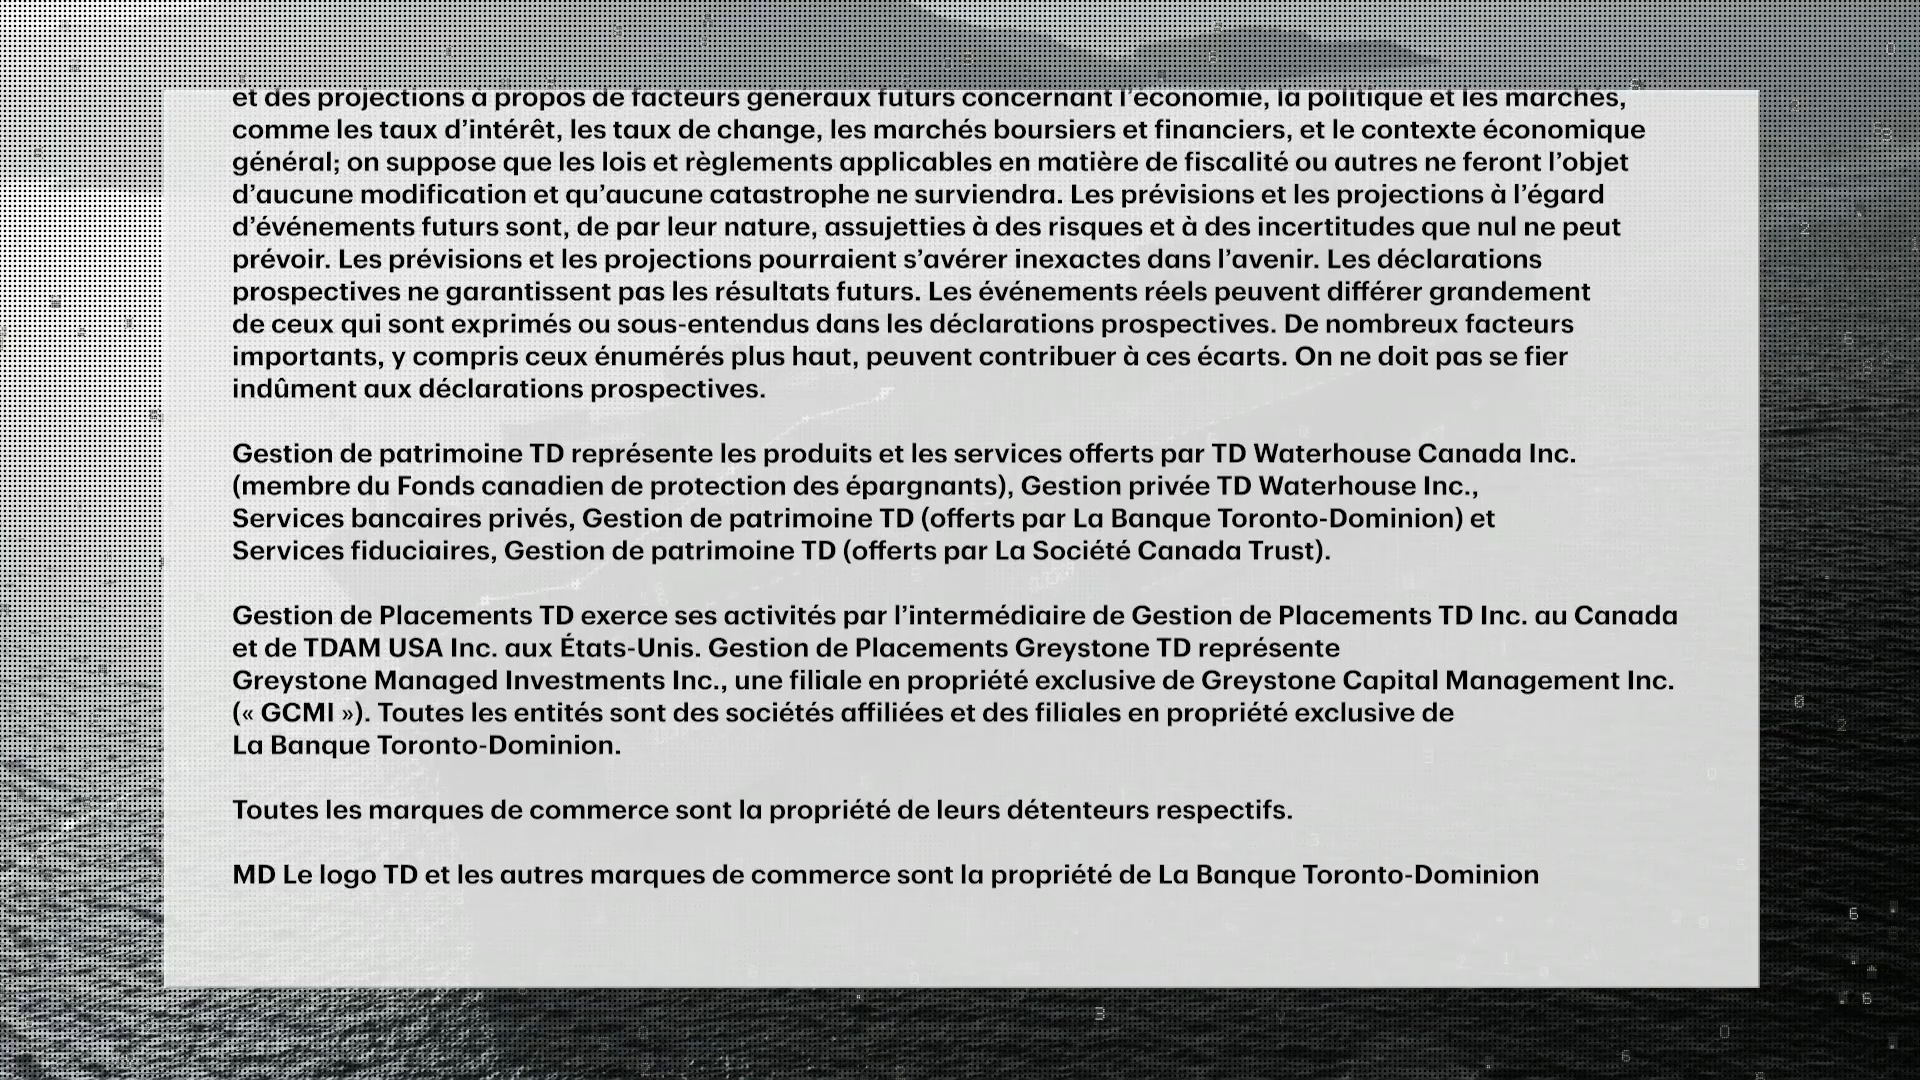 et des projections à propos de facteurs généraux futurs concernant l’économie, la politique et les marchés,
comme les taux d’intérêt, les taux de change, les marchés boursiers et financiers, et le contexte économique
général; on suppose que les lois et règlements applicables en matière de fiscalité ou autres ne feront l’objet
d’aucune modification et qu’aucune catastrophe ne surviendra. Les prévisions et les projections à l’égard
d’événements futurs sont, de par leur nature, assujetties à des risques et à des incertitudes que nul ne peut
prévoir. Les prévisions et les projections pourraient s’avérer inexactes dans l’avenir. Les déclarations
prospectives ne garantissent pas les résultats futurs. Les événements réels peuvent différer grandement
de ceux qui sont exprimés ou sous-entendus dans les déclarations prospectives. De nombreux facteurs
importants, y compris ceux énumérés plus haut, peuvent contribuer à ces écarts. On ne doit pas se fier
indûment aux déclarations prospectives.
Gestion de patrimoine TD représente les produits et les services offerts par TD Waterhouse Canada Inc.
(membre du Fonds canadien de protection des épargnants), Gestion privée TD Waterhouse Inc.,
Services bancaires privés, Gestion de patrimoine TD (offerts par La Banque Toronto-Dominion) et
Services fiduciaires, Gestion de patrimoine TD (offerts par La Société Canada Trust).
Gestion de Placements TD exerce ses activités par l’intermédiaire de Gestion de Placements TD Inc. au Canada
et de TDAM USA Inc. aux États-Unis. Gestion de Placements Greystone TD représente
Greystone Managed Investments Inc., une filiale en propriété exclusive de Greystone Capital Management Inc.
(« GCMI »). Toutes les entités sont des sociétés affiliées et des filiales en propriété exclusive de
La Banque Toronto-Dominion.
Toutes les marques de commerce sont la propriété de leurs détenteurs respectifs.
MD Le logo TD et les autres marques de commerce sont la propriété de La Banque Toronto-Dominion